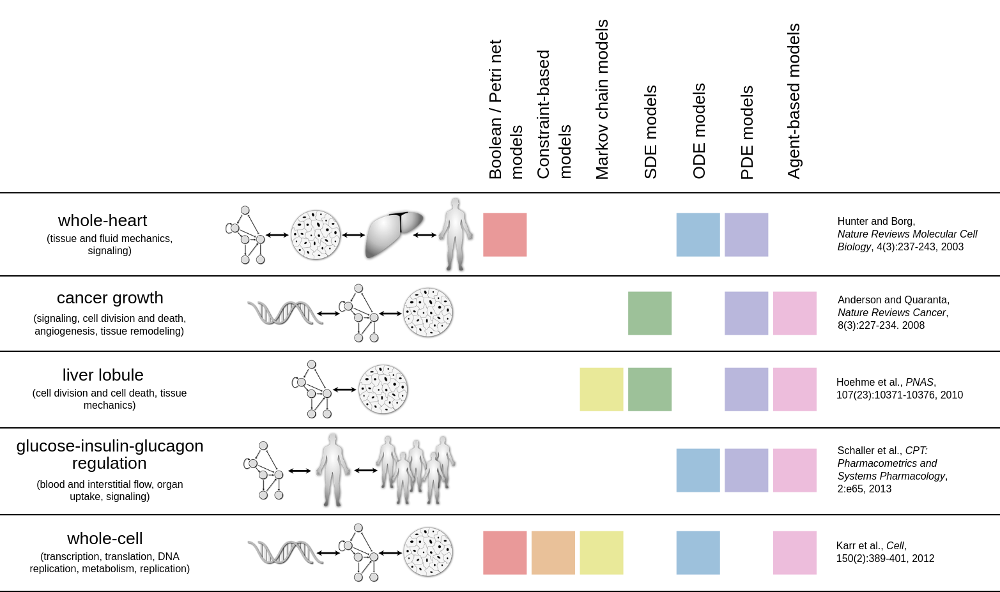 Boolean / Petri net
models
Constraint-based
models
Markov chain models
SDE models
ODE models
PDE models
Agent-based models
whole-heart
(tissue and fluid mechanics,
signaling)
Hunter and Borg,
Nature Reviews Molecular Cell
Biology, 4(3):237-243, 2003
cancer growth
(signaling, cell division and death,
angiogenesis, tissue remodeling)
Anderson and Quaranta,
Nature Reviews Cancer,
8(3):227-234. 2008
liver lobule
(cell division and cell death, tissue
mechanics)
Hoehme et al., PNAS,
107(23):10371-10376, 2010
glucose-insulin-glucagon
regulation
(blood and interstitial flow, organ
uptake, signaling)
Schaller et al., CPT:
Pharmacometrics and
Systems Pharmacology,
2:e65, 2013
whole-cell
(transcription, translation, DNA
replication, metabolism, replication)
Karr et al., Cell,
150(2):389-401, 2012